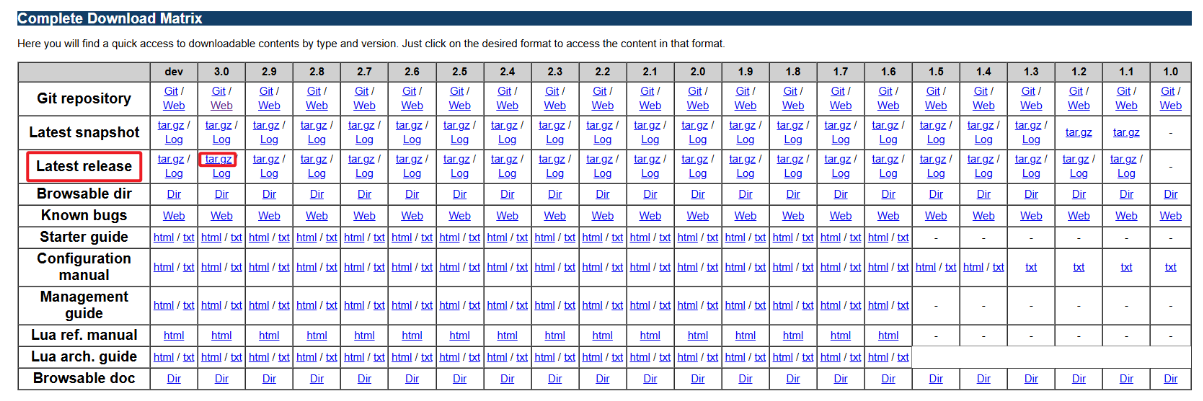 Complete Download Matrix
Here you will find a quick access to downloadable contents by type and version. Just click on the desired format to access the content in that format.
dev 3.0 2.9 2.8 2.7 2.6 2.5 2.4 2.3 2.2 2.1 2.0 1.9 1.8 1.7 1.6 1.5 1.4 1.3 1.2 1.1 1.0
Git repository
Git / Git / Git / Git / Git / Git / Git / Git / Git / Git / Git / Git / Git / Git / Git / Git / Git / Git / Git / Git / Git / Git /
Web Web Web Web Web Web Web Web Web Web Web Web Web Web Web Web Web Web Web Web Web Web
Latest snapshot
tar.gz / tar.gz / tar.gz / tar.gz / tar.gz / tar.gz / tar.gz / tar.gz / tar.gz / tar.gz / tar.gz / tar.gz / tar.gz / tar.gz / tar.gz / tar.gz / tar.gz / tar.gz / tar.gz / tar.gz tar.gz -
Log Log Log Log Log Log Log Log Log Log Log Log Log Log Log Log Log Log Log
Latest release
tar.gz / tar.gz / tar.gz / tar.gz / tar.gz / tar.gz / tar.gz / tar.gz / tar.gz / tar.gz / tar.gz / tar.gz / tar.gz / tar.gz / tar.gz / tar.gz / tar.gz / tar.gz / tar.gz / tar.gz / tar.gz / -
Log Log Log Log Log Log Log Log Log Log Log Log Log Log Log Log Log Log Log Log Log
Browsable dir Dir Dir Dir Dir Dir Dir Dir Dir Dir Dir Dir Dir Dir Dir Dir Dir Dir Dir Dir Dir Dir Dir
Known bugs Web Web Web Web Web Web Web Web Web Web Web Web Web Web Web Web Web Web Web Web Web Web
Starter guide html / txt html / txt html / txt html / txt html / txt html / txt html / txt html / txt html / txt html / txt html / txt html / txt html / txt html / txt html / txt html / txt - - - - - -
Configuration
manual
html / txt html / txt html / txt html / txt html / txt html / txt html / txt html / txt html / txt html / txt html / txt html / txt html / txt html / txt html / txt html / txt html / txt html / txt txt txt txt txt
Management
guide
html / txt html / txt html / txt html / txt html / txt html / txt html / txt html / txt html / txt html / txt html / txt html / txt html / txt html / txt html / txt html / txt - - - - - -
Lua ref. manual html html html html html html html html html html html html html html html html - - - - - -
Lua arch. guide html / txt html / txt html / txt html / txt html / txt html / txt html / txt html / txt html / txt html / txt html / txt html / txt html / txt html / txt html / txt html / txt
Browsable doc Dir Dir Dir Dir Dir Dir Dir Dir Dir Dir Dir Dir Dir Dir Dir Dir Dir Dir Dir Dir Dir Dir